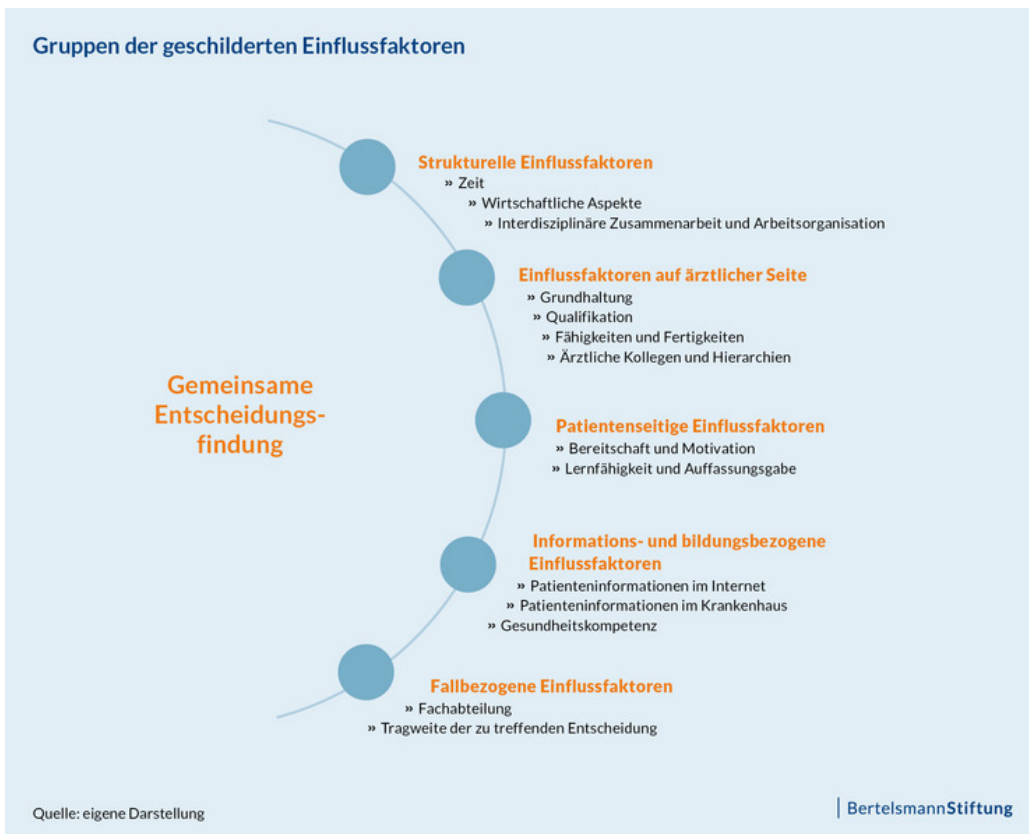 Gruppen der geschilderten Einflussfaktoren
Strukturelle Einflussfaktoren
» Zeit
» Wirtschaftliche Aspekte
» Interdisziplinäre Zusammenarbeit und Arbeitsorganisation
Einflussfaktoren auf ärztlicher Seite
» Grundhaltung
» Qualifikation
» Fähigkeiten und Fertigkeiten
» Ärztliche Kollegen und Hierarchien
Gemeinsame
Entscheidungs-
findung
Patientenseitige Einflussfaktoren
» Bereitschaft und Motivation
» Lernfähigkeit und Auffassungsgabe
Informations- und bildungsbezogene
Einflussfaktoren
» Patienteninformationen im Internet
» Patienteninformationen im Krankenhaus
» Gesundheitskompetenz
Fallbezogene Einflussfaktoren
» Fachabteilung
» Tragweite der zu treffenden Entscheidung
Quelle: eigene Darstellung
BertelsmannStiftung